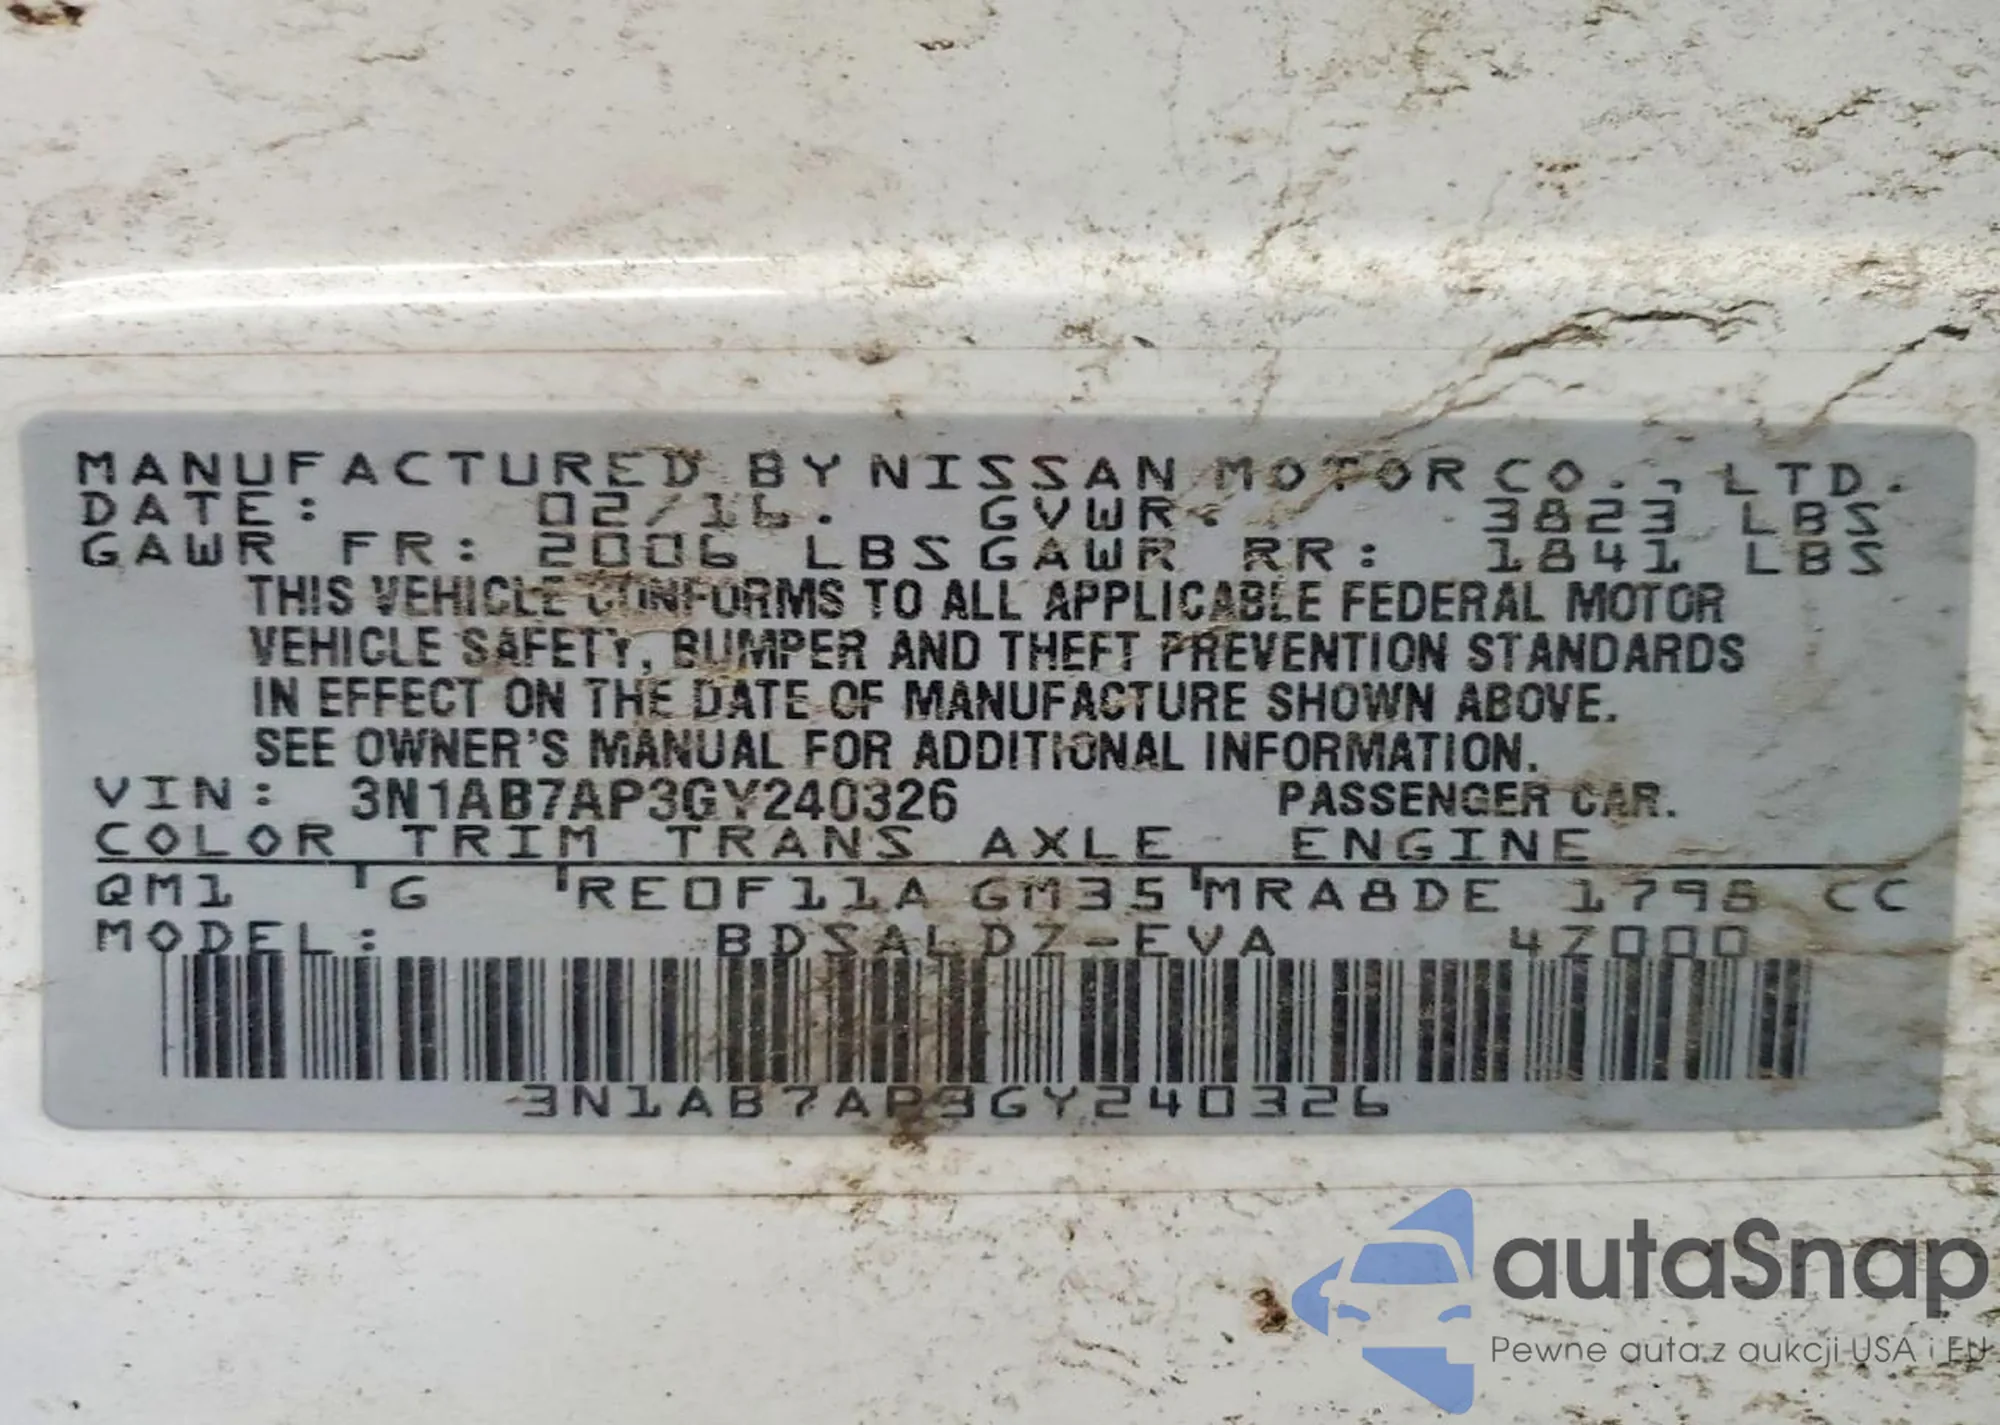 MANUFACTURED BY NISSAN MOTOR CO., LTD.
DATE: 02/16. GVWR: 3823 LBS
GAWR FR: 2006 LBS GAWR RR: 1841 LBS
THIS VEHICLE CONFORMS TO ALL APPLICABLE FEDERAL MOTOR
VEHICLE SAFETY, BUMPER AND THEFT PREVENTION STANDARDS
IN EFFECT ON THE DATE OF MANUFACTURE SHOWN ABOVE.
SEE OWNER'S MANUAL FOR ADDITIONAL INFORMATION.
VIN: 3N1AB7AP3GY240326 PASSENGER CAR.
COLOR TRIM TRANS AXLE ENGINE
QM1 G RE0F11A GM35 MRA8DE 1798 CC
MODEL: BDSALDZ-EVA 4Z000
3N1AB7AP3GY240326
autaSnap
Pewne auta z aukcji USA i EU